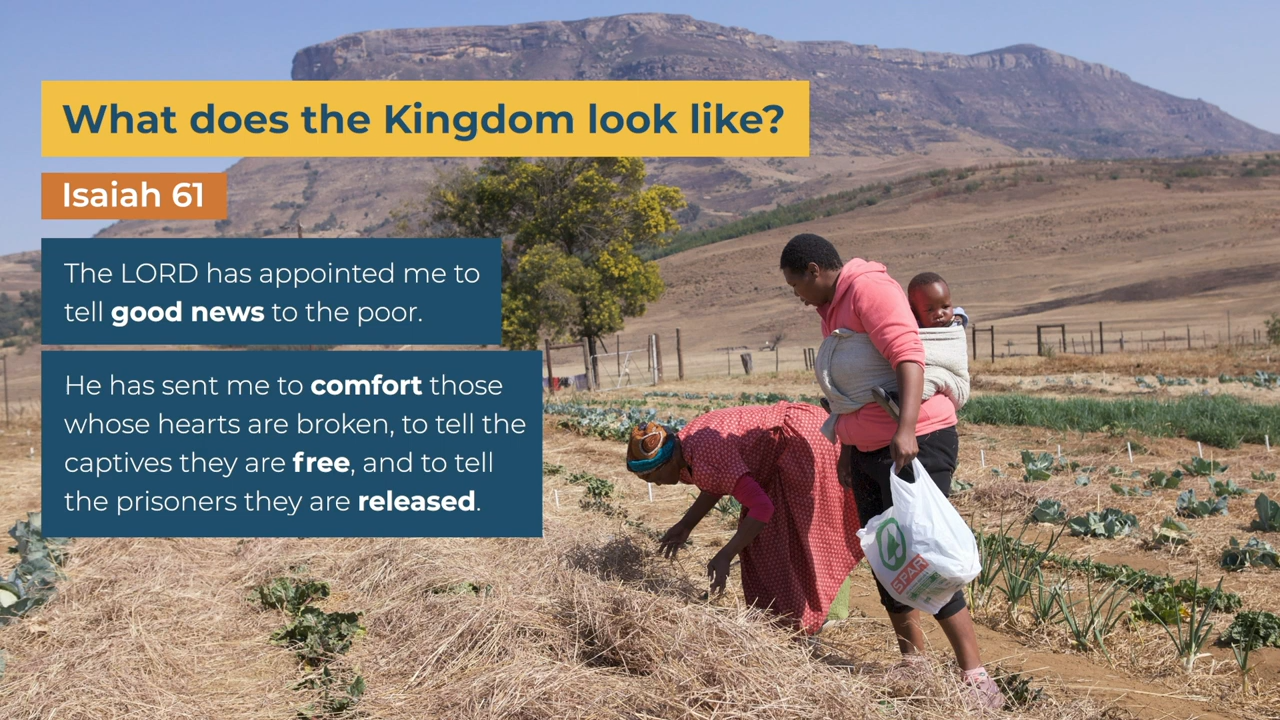 What does the Kingdom look like?
Isaiah 61
The LORD has appointed me to
tell good news to the poor.
He has sent me to comfort those
whose hearts are broken, to tell the
captives they are free, and to tell
the prisoners they are released.
SPAR